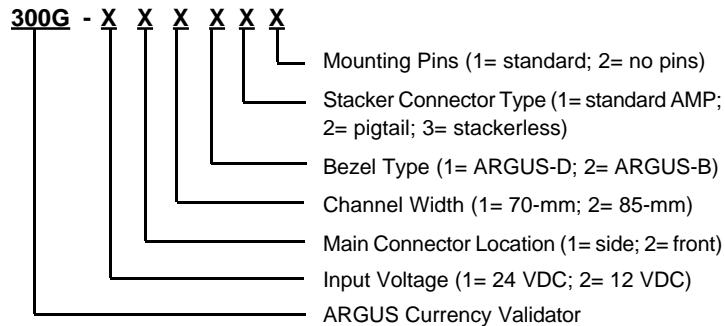 300G - X X X X X X
Mounting Pins (1= standard; 2= no pins)
Stacker Connector Type (1= standard AMP;
2= pigtail; 3= stackerless)
Bezel Type (1= ARGUS-D; 2= ARGUS-B)
Channel Width (1= 70-mm; 2= 85-mm)
Main Connector Location (1= side; 2= front)
Input Voltage (1= 24 VDC; 2= 12 VDC)
ARGUS Currency Validator